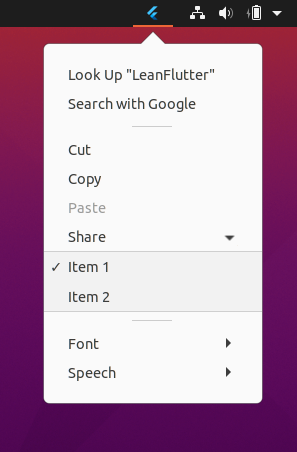 Look Up "LeanFlutter"
Search with Google
Cut
Copy
Paste
Share
Item 1
Item 2
Font
Speech